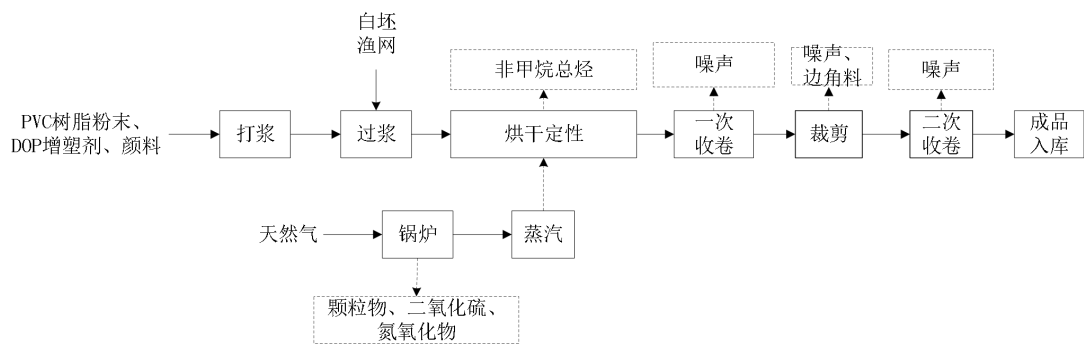 白坯
渔网
非甲烷总烃
噪声
噪声、
边角料
噪声
PVC树脂粉末、
DOP增塑剂、颜料
打浆
过浆
烘干定性
一次
收卷
裁剪
二次
收卷
成品
入库
天然气
锅炉
蒸汽
颗粒物、二氧化硫、
氮氧化物